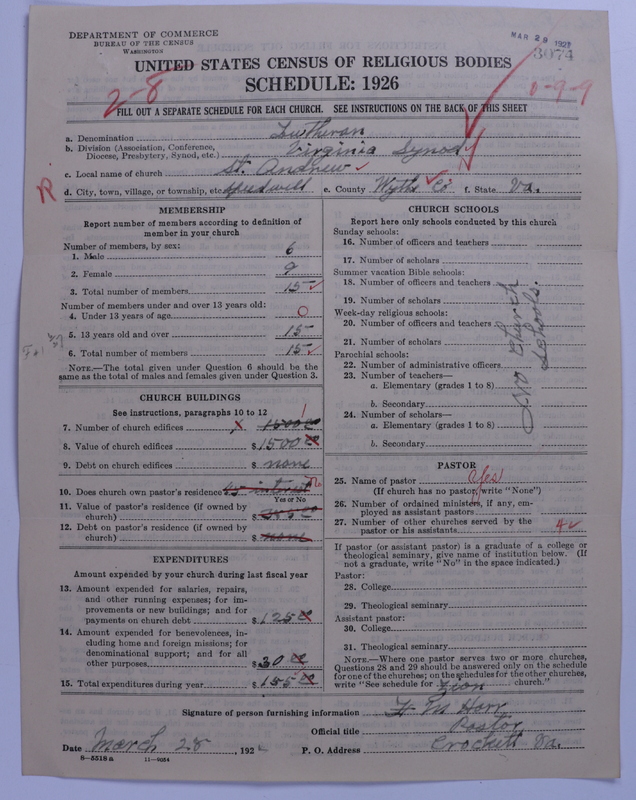 DEPARTMENT OF COMMERCE
BUREAU OF THE CENSUS
WASHINGTON
MAR 29 1927
3074
UNITED STATES CENSUS OF RELIGIOUS BODIES
SCHEDULE: 1926
2-8
0-9-9
FILL OUT A SEPARATE SCHEDULE FOR EACH CHURCH. SEE INSTRUCTIONS ON THE BACK OF THIS SHEET
a. Denomination Lutheran
b. Division (Association, Conference, Diocese, Presbytery, Synod, etc.) Virginia Synod
c. Local name of church St. Andrew
R
d. City, town, village, or township, etc. Speedwell e. County Wythe Co f. State Va.
MEMBERSHIP
Report number of members according to definition of member in your church
Number of members, by sex:
1. Male 6
2. Female 9
3. Total number of members 15
Number of members under and over 13 years old:
4. Under 13 years of age 0
5. 13 years old and over 15
6. Total number of members 15
NOTE.—The total given under Question 6 should be the same as the total of males and females given under Question 3.
CHURCH BUILDINGS
See instructions, paragraphs 10 to 12
7. Number of church edifices 1500 1
8. Value of church edifices $ 1500
9. Debt on church edifices $ none
10. Does church own pastor's residence? no
Yes or No
11. Value of pastor's residence (if owned by church) $
12. Debt on pastor's residence (if owned by church) $ none
EXPENDITURES
Amount expended by your church during last fiscal year
13. Amount expended for salaries, repairs, and other running expenses; for improvements or new buildings; and for payments on church debt $ 125
14. Amount expended for benevolences, including home and foreign missions; for denominational support; and for all other purposes $ 30
15. Total expenditures during year $ 155
CHURCH SCHOOLS
Report here only schools conducted by this church
Sunday schools:
16. Number of officers and teachers
17. Number of scholars
Summer vacation Bible schools:
18. Number of officers and teachers
19. Number of scholars
Week-day religious schools:
20. Number of officers and teachers
21. Number of scholars
Parochial schools:
22. Number of administrative officers
23. Number of teachers—
a. Elementary (grades 1 to 8)
b. Secondary
24. Number of scholars—
a. Elementary (grades 1 to 8)
b. Secondary
No Church Schools.
PASTOR
25. Name of pastor yes
(If church has no pastor, write "None")
26. Number of ordained ministers, if any, employed as assistant pastors
27. Number of other churches served by the pastor or his assistants 4
If pastor (or assistant pastor) is a graduate of a college or theological seminary, give name of institution below. (If not a graduate, write "No" in the space indicated.)
Pastor:
28. College
29. Theological seminary
Assistant pastor:
30. College
31. Theological seminary
NOTE.—Where one pastor serves two or more churches, Questions 28 and 29 should be answered only on the schedule for one of the churches; on the schedules for the other churches, write "See schedule for Zion church."
Signature of person furnishing information
Official title Pastor
Date March 28, 192 P. O. Address Crockett Va.
8—5518a 11—9034